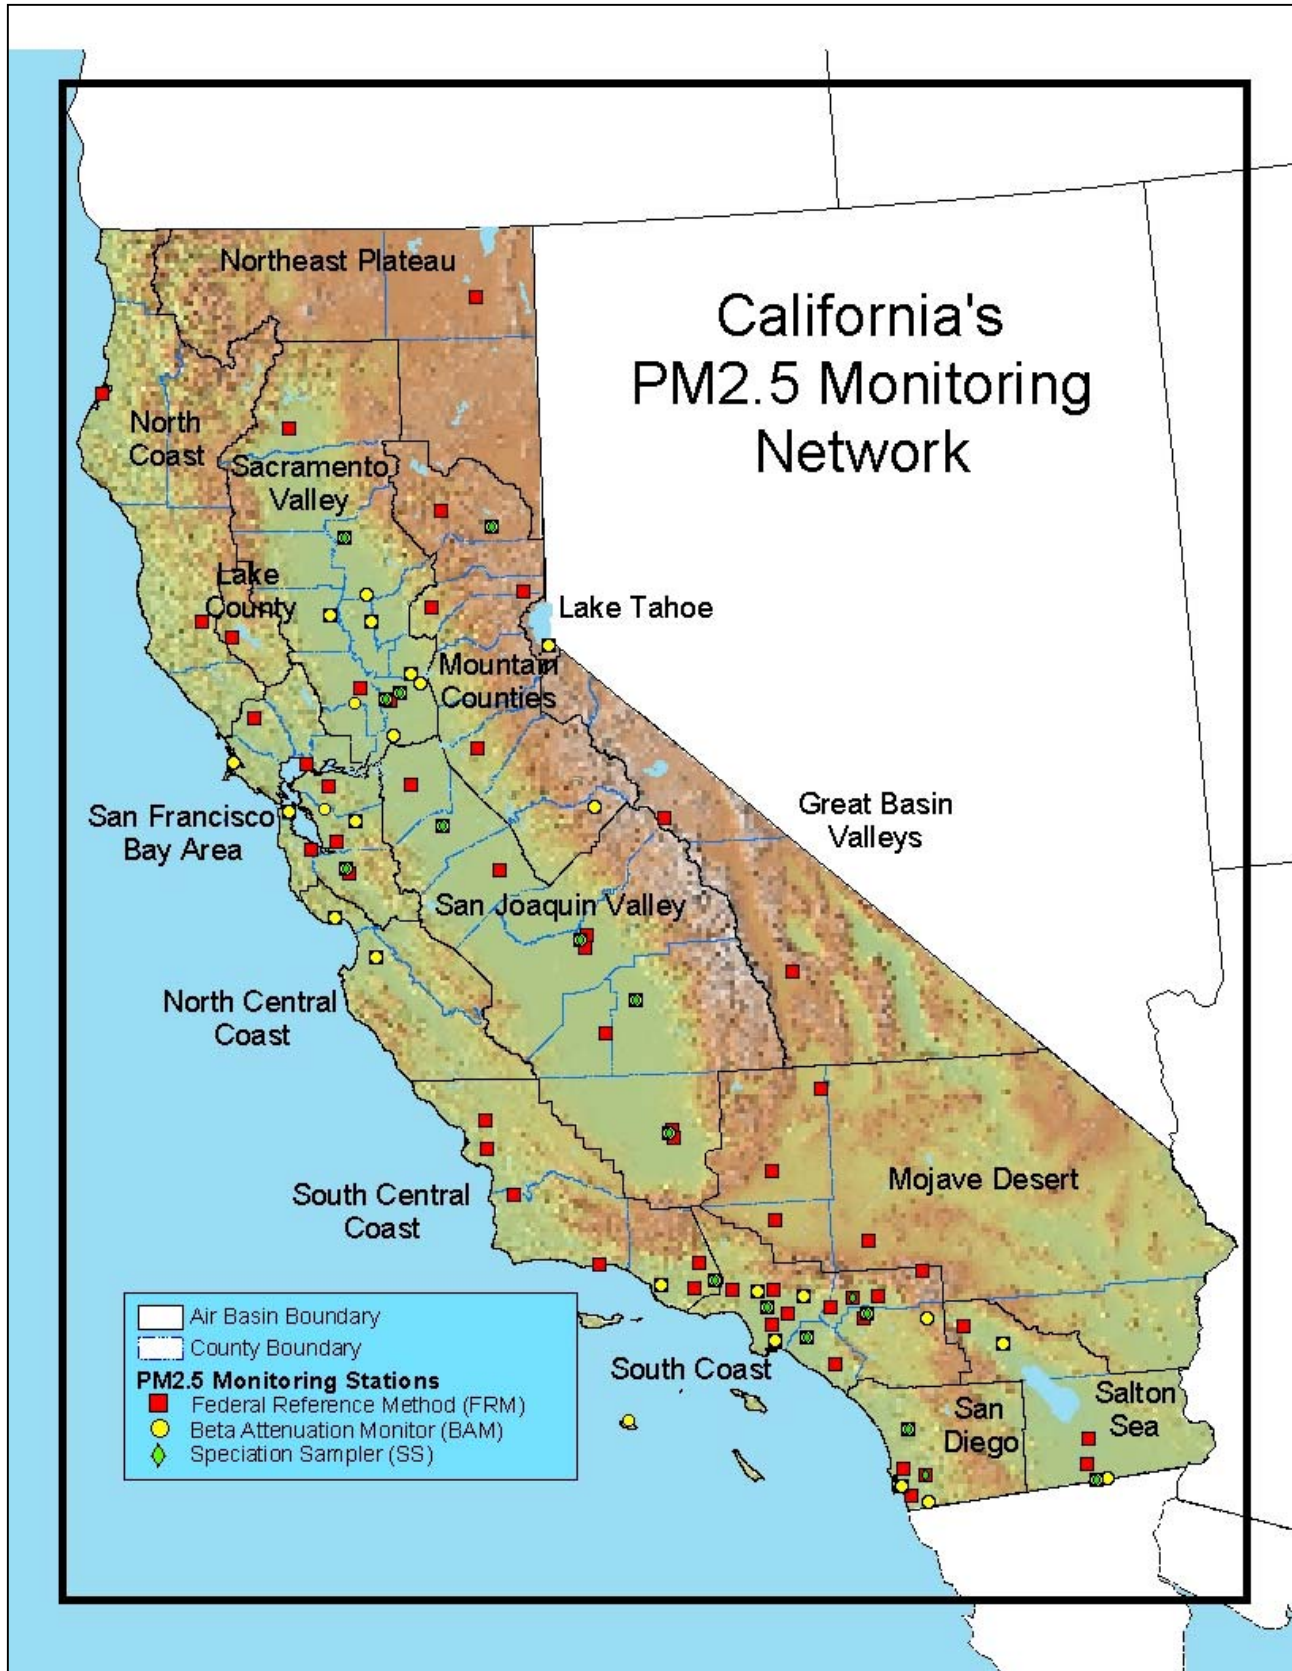 California's
PM2.5 Monitoring
Network
Northeast Plateau
North
Coast
Sacramento
Valley
Lake
County
Lake Tahoe
Mountain
Counties
San Francisco
Bay Area
Great Basin
Valleys
San Joaquin Valley
North Central
Coast
South Central
Coast
Mojave Desert
South Coast
San
Diego
Salton
Sea
Air Basin Boundary
County Boundary
PM2.5 Monitoring Stations
Federal Reference Method (FRM)
Beta Attenuation Monitor (BAM)
Speciation Sampler (SS)